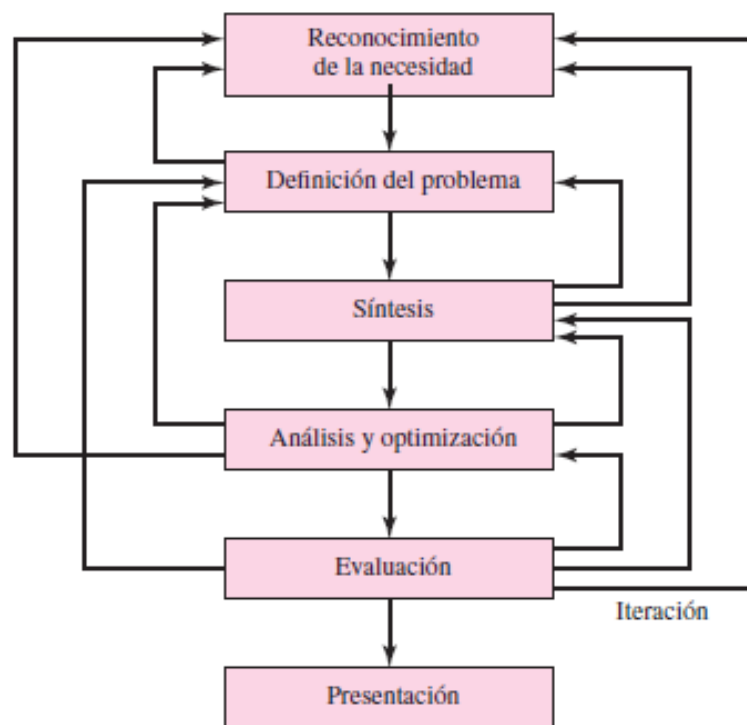 Reconocimiento
de la necesidad
Definición del problema
Síntesis
Análisis y optimización
Evaluación
Iteración
Presentación